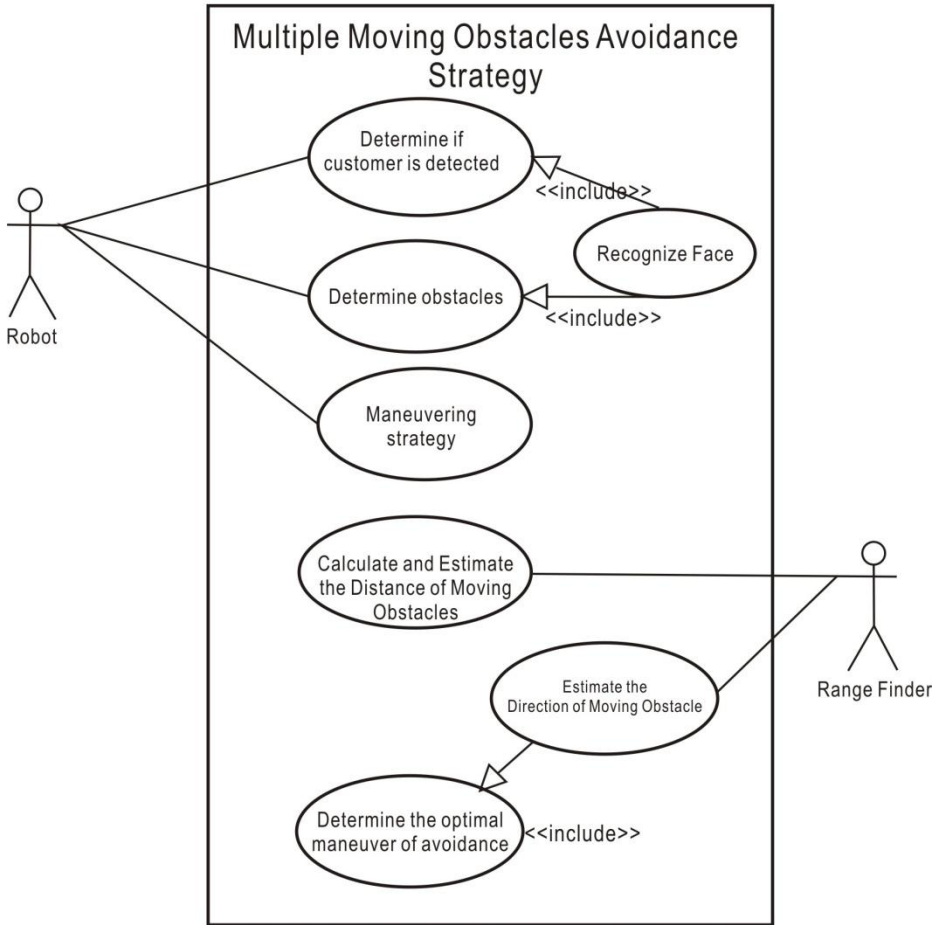 Multiple Moving Obstacles Avoidance
Strategy
Determine if
customer is detected
<<include>>
Recognize Face
Determine obstacles
<<include>>
Robot
Maneuvering
strategy
Calculate and Estimate
the Distance of Moving
Obstacles
Estimate the
Direction of Moving Obstacle
Range Finder
Determine the optimal
maneuver of avoidance
<<include>>